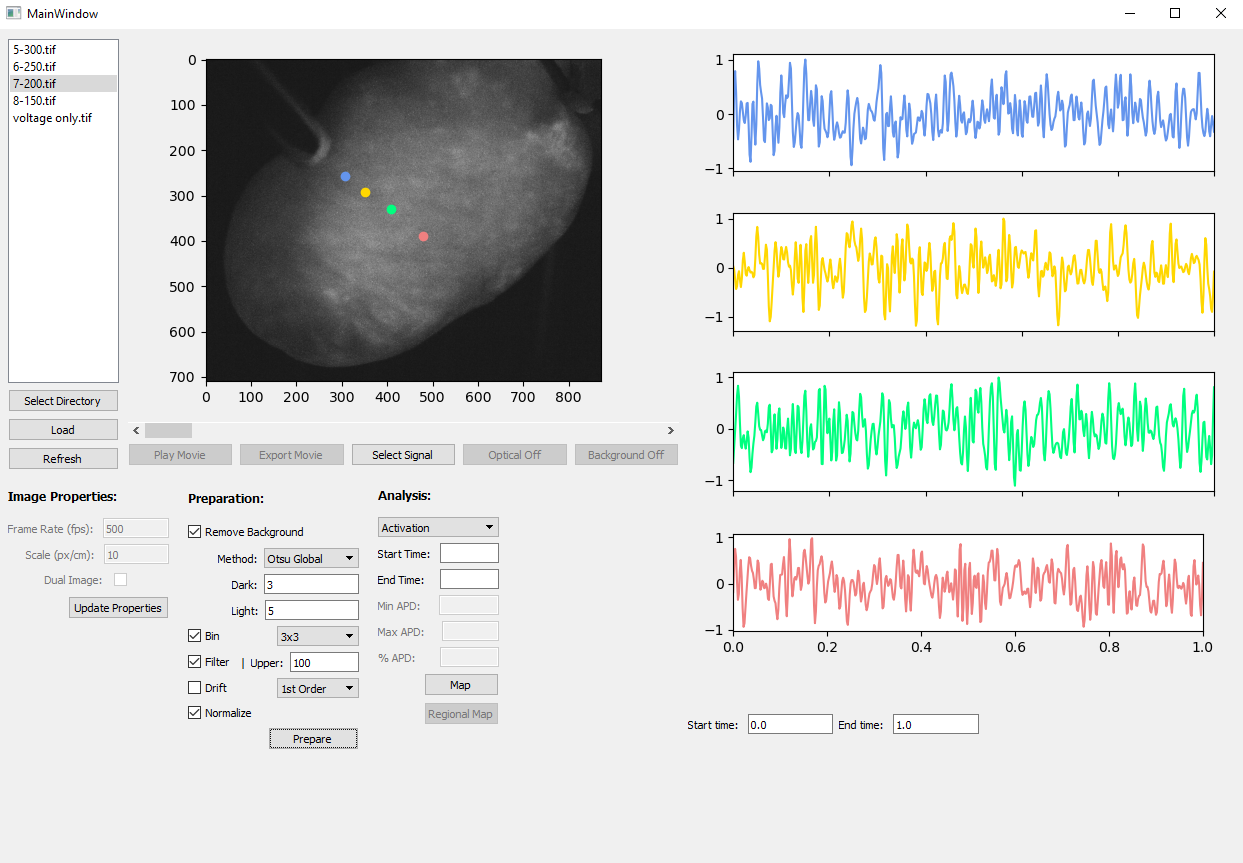 MainWindow
5-300.tif
6-250.tif
7-200.tif
8-150.tif
voltage only.tif
Select Directory
Load
Refresh
0
100
200
300
400
500
600
700
0 100 200 300 400 500 600 700 800
Play Movie Export Movie Select Signal Optical Off Background Off
Image Properties:
Frame Rate (fps): 500
Scale (px/cm): 10
Dual Image:
Update Properties
Preparation:
Remove Background
Method: Otsu Global
Dark: 3
Light: 5
Bin 3x3
Filter | Upper: 100
Drift 1st Order
Normalize
Prepare
Analysis:
Activation
Start Time:
End Time:
Min APD:
Max APD:
% APD:
Map
Regional Map
1
0
−1
1
0
−1
1
0
−1
1
0
−1
0.0 0.2 0.4 0.6 0.8 1.0
Start time: 0.0 End time: 1.0